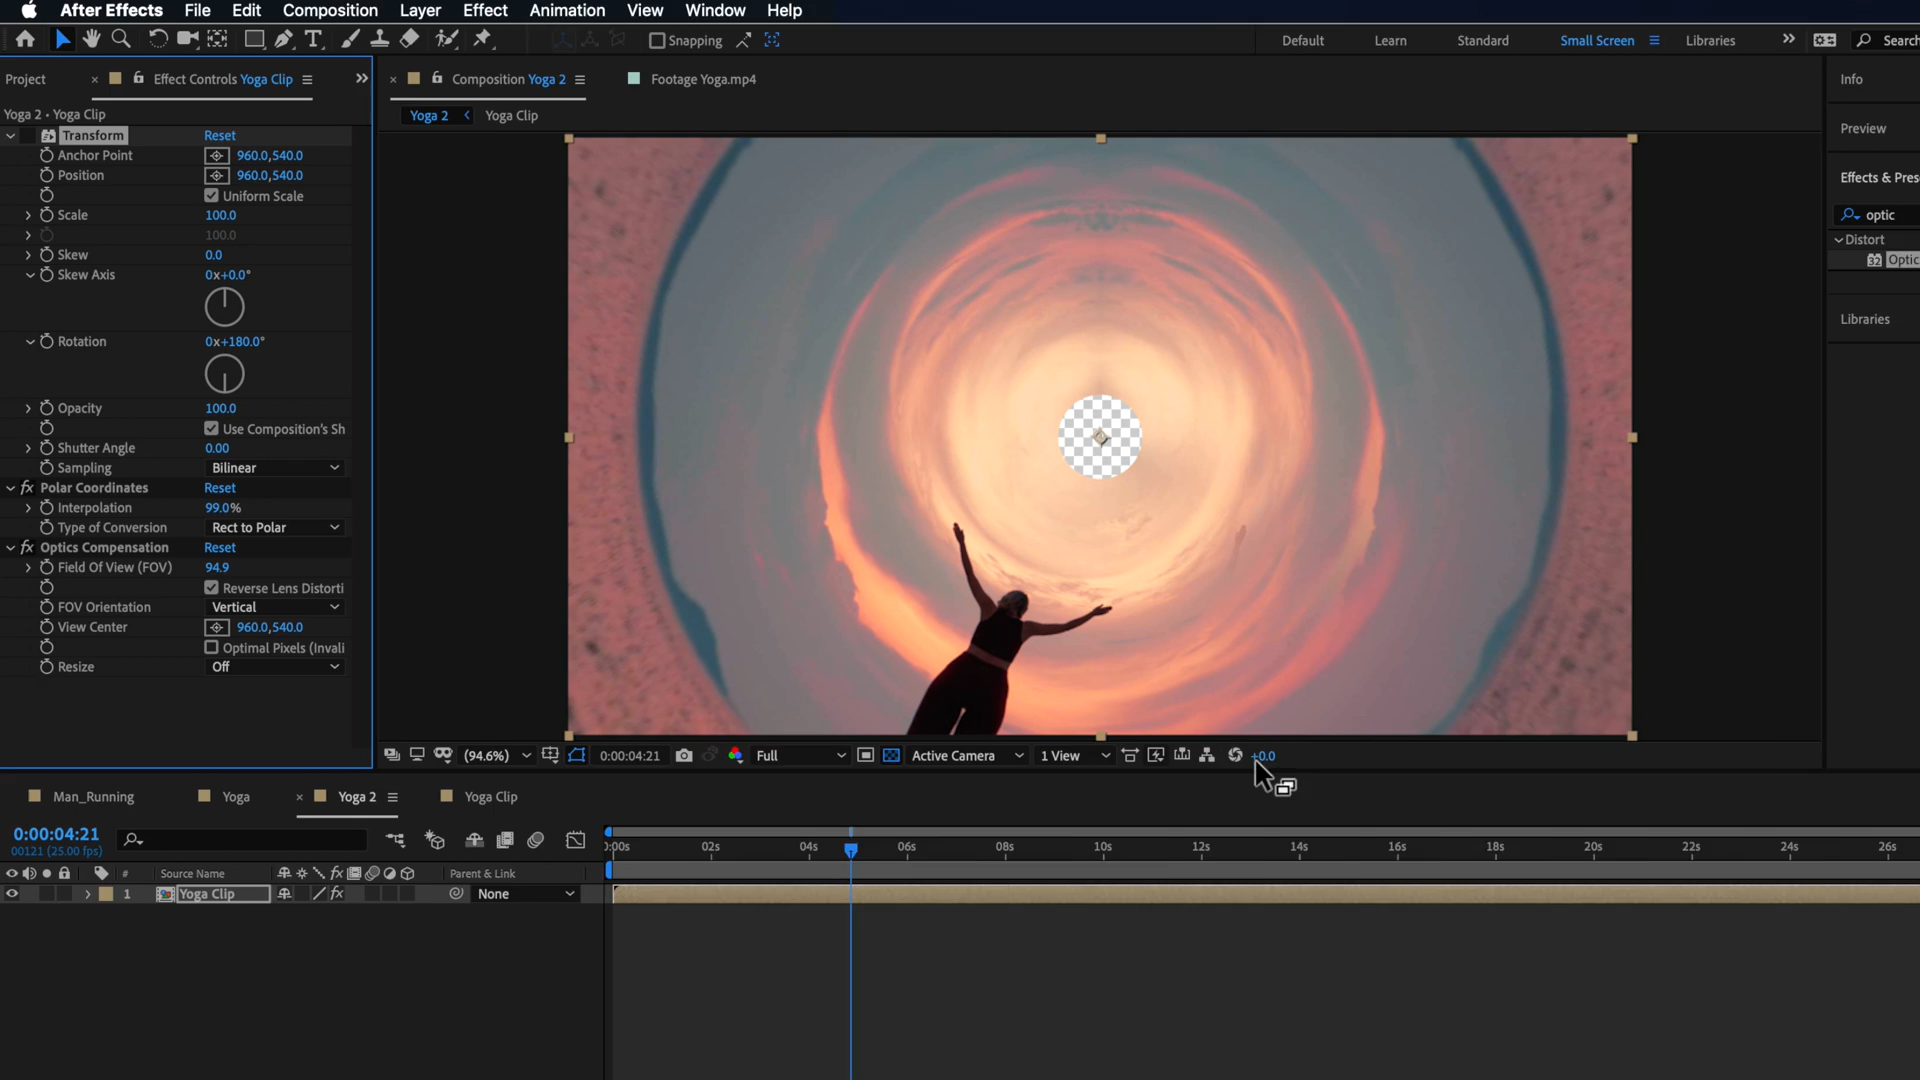 After Effects File Edit Composition Layer Effect Animation View Window Help
Snapping Default Learn Standard Small Screen Libraries Search
Project Effect Controls Yoga Clip Composition Yoga 2 Footage Yoga.mp4 Info
Yoga 2 • Yoga Clip
Yoga 2 Yoga Clip
Preview
Effects & Pres
optic
Distort
32 Optic
Libraries
Transform Reset
Anchor Point 960.0,540.0
Position 960.0,540.0
Uniform Scale
Scale 100.0
100.0
Skew 0.0
Skew Axis 0x+0.0°
Rotation 0x+180.0°
Opacity 100.0
Use Composition's Sh
Shutter Angle 0.00
Sampling Bilinear
fx Polar Coordinates Reset
Interpolation 99.0%
Type of Conversion Rect to Polar
fx Optics Compensation Reset
Field Of View (FOV) 94.9
Reverse Lens Distorti
FOV Orientation Vertical
View Center 960.0,540.0
Optimal Pixels (Invali
Resize Off
(94.6%) 0:00:04:21 Full Active Camera 1 View +0.0
Man_Running Yoga Yoga 2 Yoga Clip
0:00:04:21
00121 (25.00 fps)
0:00s 02s 04s 06s 08s 10s 12s 14s 16s 18s 20s 22s 24s 26s
# Source Name fx Parent & Link
1 Yoga Clip fx None